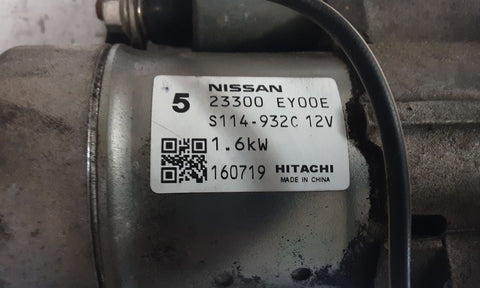 NISSAN
5 23300 EY00E
S114-932C 12V
1.6kW
160719 HITACHI
MADE IN CHINA